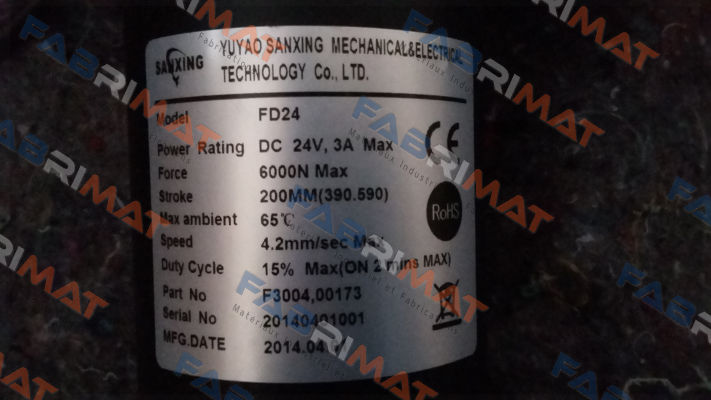 SANXING
YUYAO SANXING MECHANICAL&ELECTRICAL
TECHNOLOGY Co., LTD.
Model FD24
Power Rating DC 24V, 3A Max
Force 6000N Max
Stroke 200MM(390.590)
Max ambient 65℃
Speed 4.2mm/sec Max
Duty Cycle 15% Max(ON 2 mins MAX)
Part No F3004,00173
Serial No 20140401001
MFG.DATE 2014.04
CE
RoHS
FABRIMAT
FABRIMAT
FABRIMAT
FABRIMAT
FABRIMAT
FABRIMAT